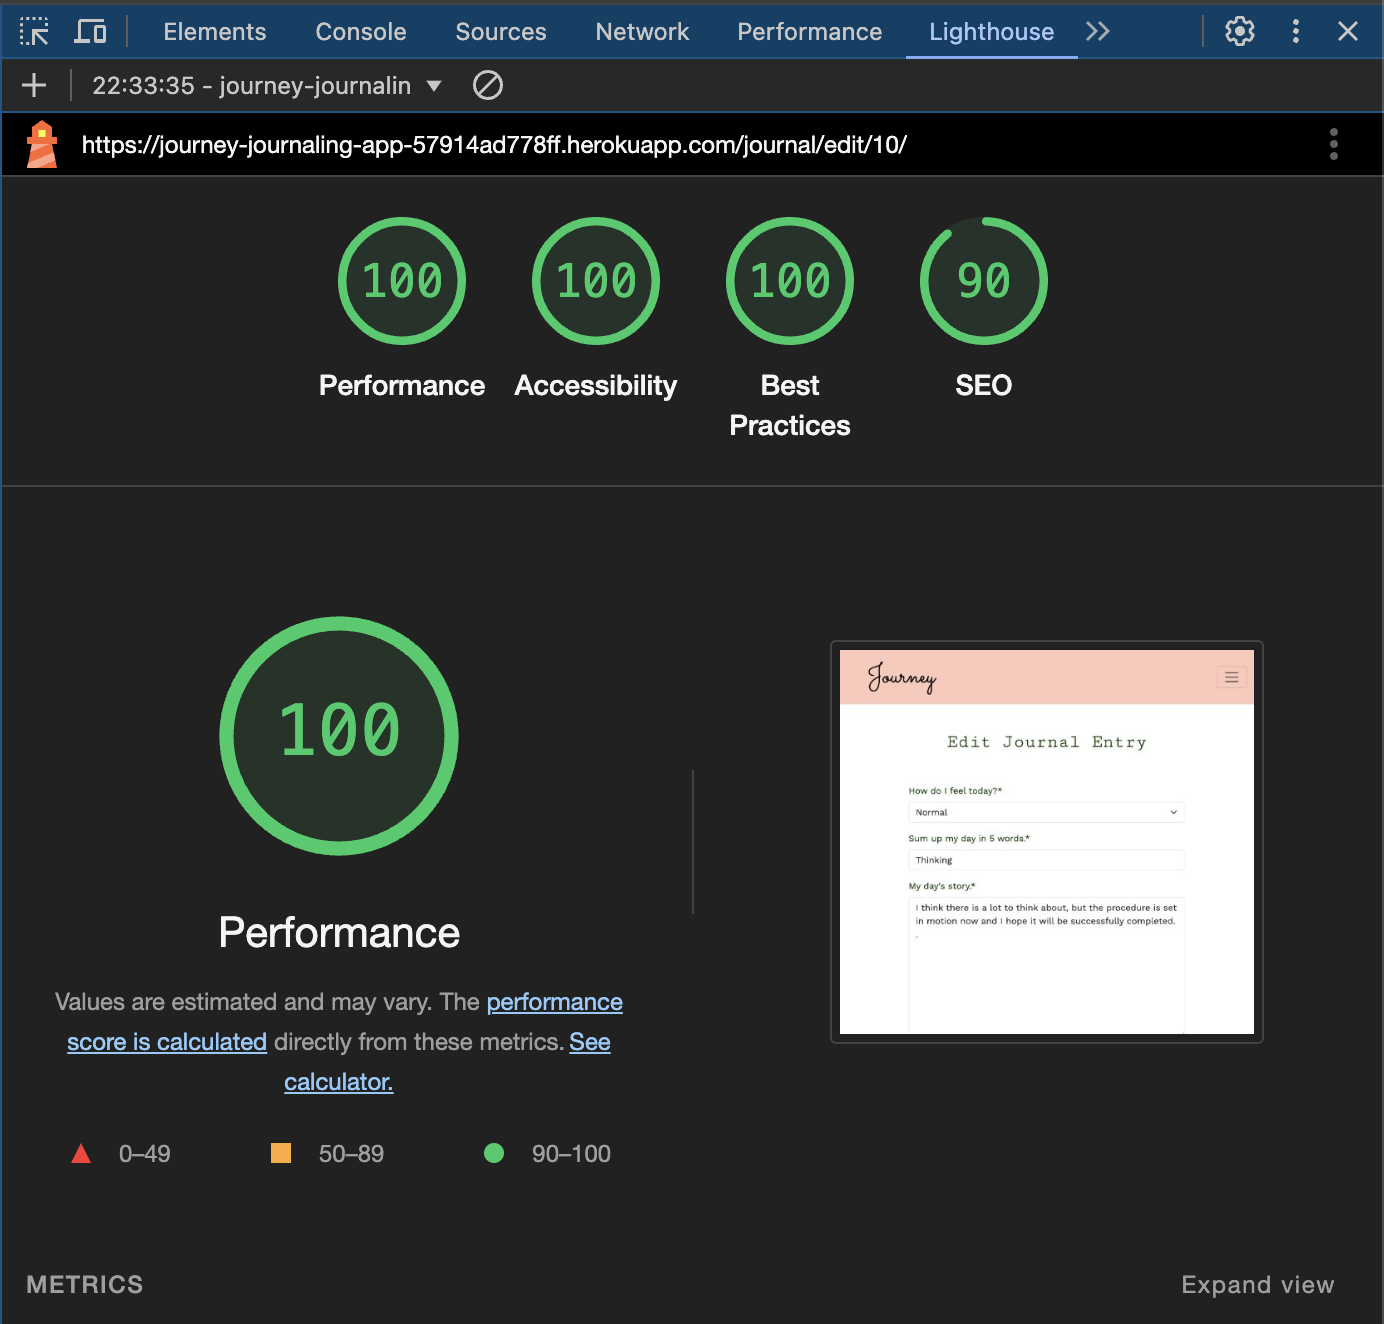 Elements Console Sources Network Performance Lighthouse
22:33:35 - journey-journalin
https://journey-journaling-app-57914ad778ff.herokuapp.com/journal/edit/10/
100 100 100 90
Performance Accessibility Best SEO
Practices
100
Performance
Values are estimated and may vary. The performance
score is calculated directly from these metrics. See
calculator.
0–49 50–89 90–100
Journey
Edit Journal Entry
How do I feel today?*
Normal
Sum up my day in 5 words.*
Thinking
My day's story.*
I think there is a lot to think about, but the procedure is set
in motion now and I hope it will be successfully completed.
.
METRICS Expand view